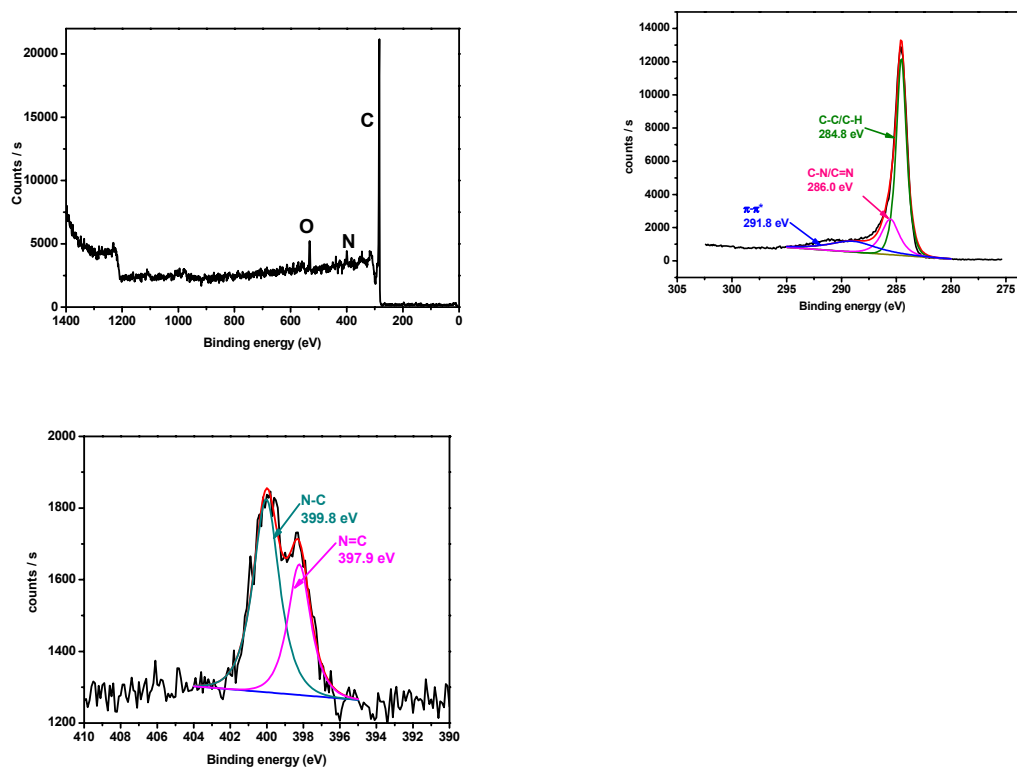 20000
15000
10000
5000
0
Counts / s
C
O
N
1400 1200 1000 800 600 400 200 0
Binding energy (eV)
14000
12000
10000
8000
6000
4000
2000
0
counts / s
C-C/C-H
284.8 eV
C-N/C=N
286.0 eV
π-π*
291.8 eV
305 300 295 290 285 280 275
Binding energy (eV)
2000
1800
1600
1400
1200
counts / s
N-C
399.8 eV
N=C
397.9 eV
410 408 406 404 402 400 398 396 394 392 390
Binding energy (eV)